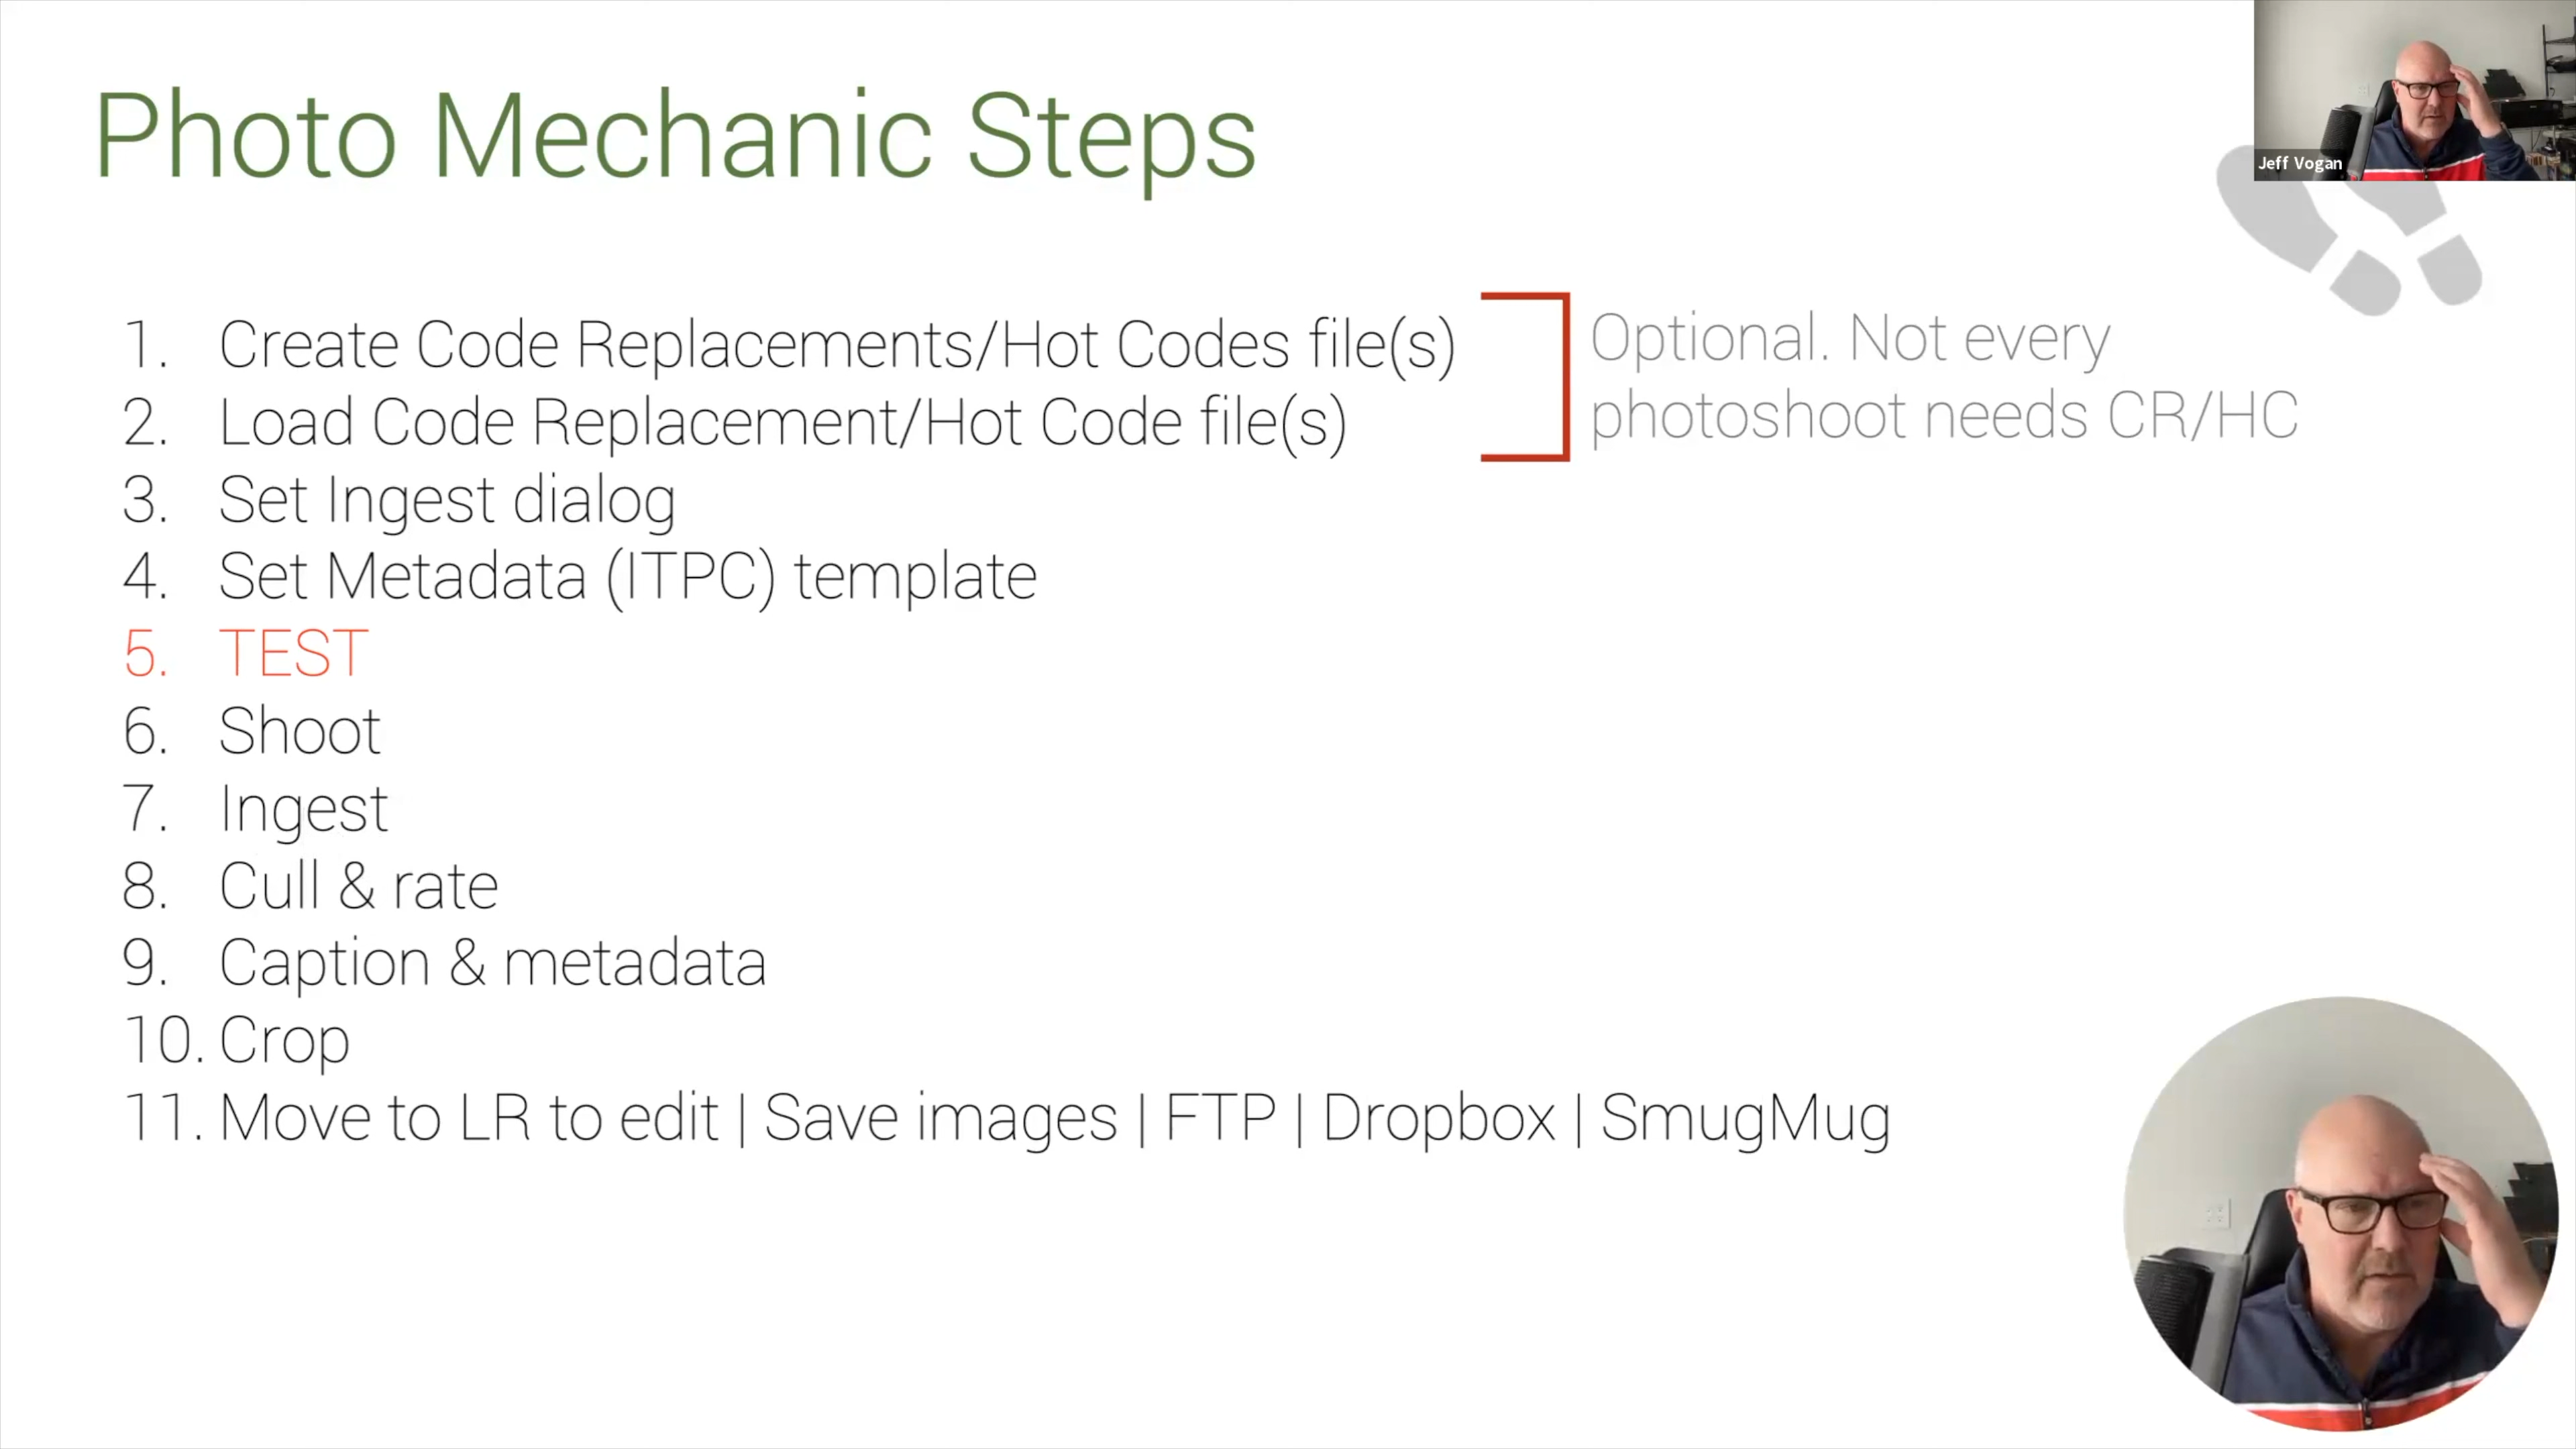 Photo Mechanic Steps
Jeff Vogan
1. Create Code Replacements/Hot Codes file(s)
2. Load Code Replacement/Hot Code file(s)
Optional. Not every
photoshoot needs CR/HC
3. Set Ingest dialog
4. Set Metadata (ITPC) template
5. TEST
6. Shoot
7. Ingest
8. Cull & rate
9. Caption & metadata
10. Crop
11. Move to LR to edit | Save images | FTP | Dropbox | SmugMug